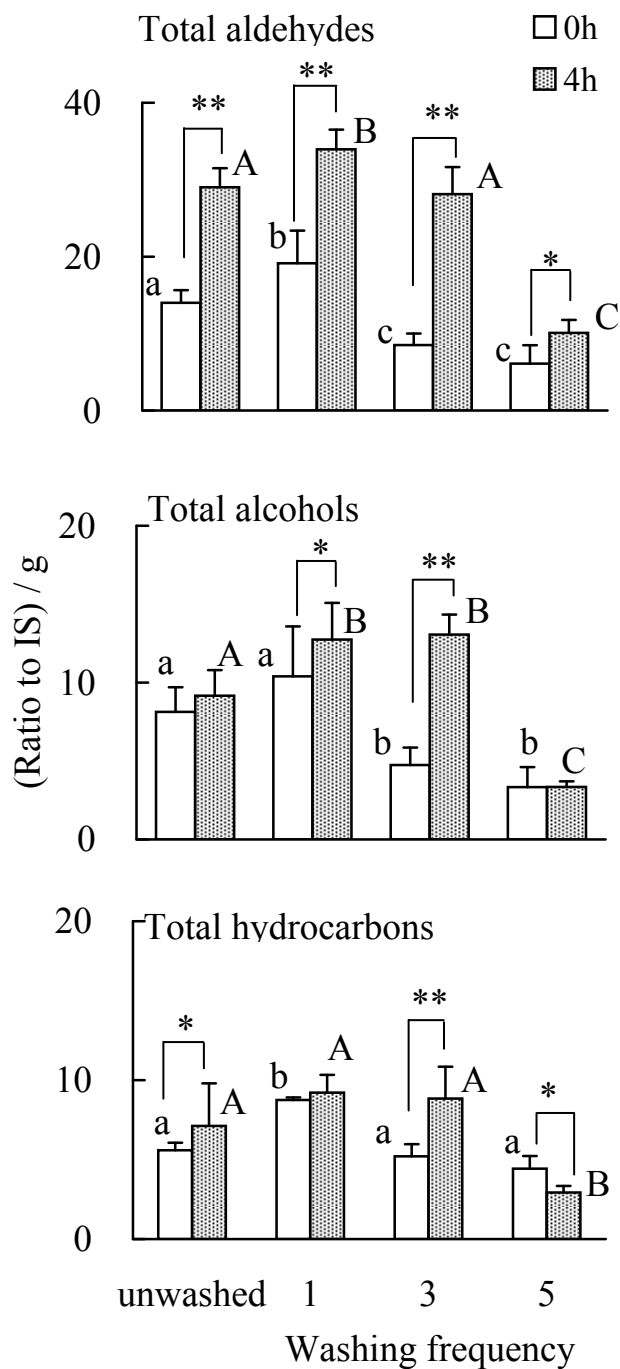 Total aldehydes
0h
4h
40
20
0
** ** ** *
a A b B c A c C
(Ratio to IS) / g
Total alcohols
20
10
0
* **
a A a B b B b C
Total hydrocarbons
20
10
0
* ** *
a A b A a A a B
unwashed 1 3 5
Washing frequency